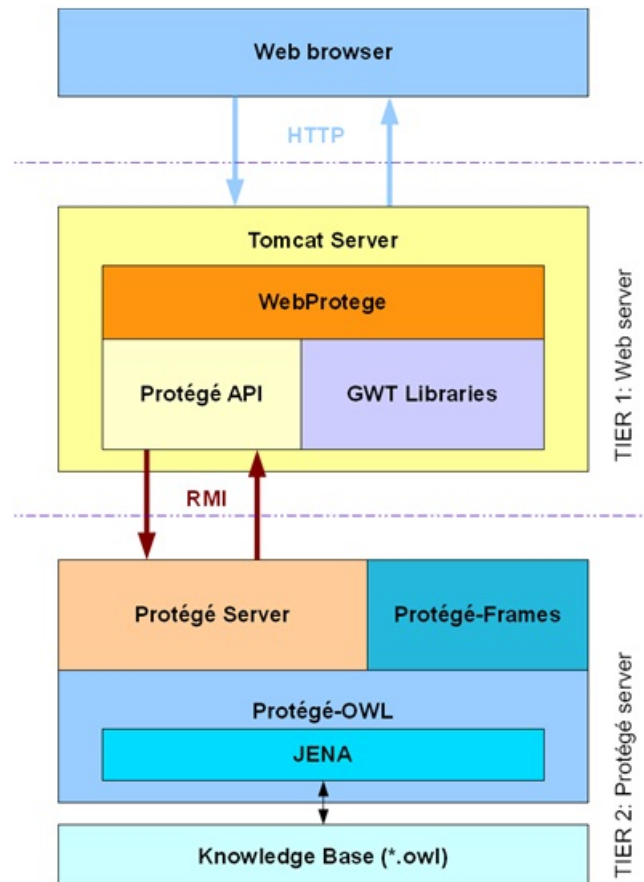 Web browser
HTTP
Tomcat Server
WebProtege
Protégé API
GWT Libraries
TIER 1: Web server
RMI
Protégé Server
Protégé-Frames
Protégé-OWL
JENA
Knowledge Base (*.owl)
TIER 2: Protégé server